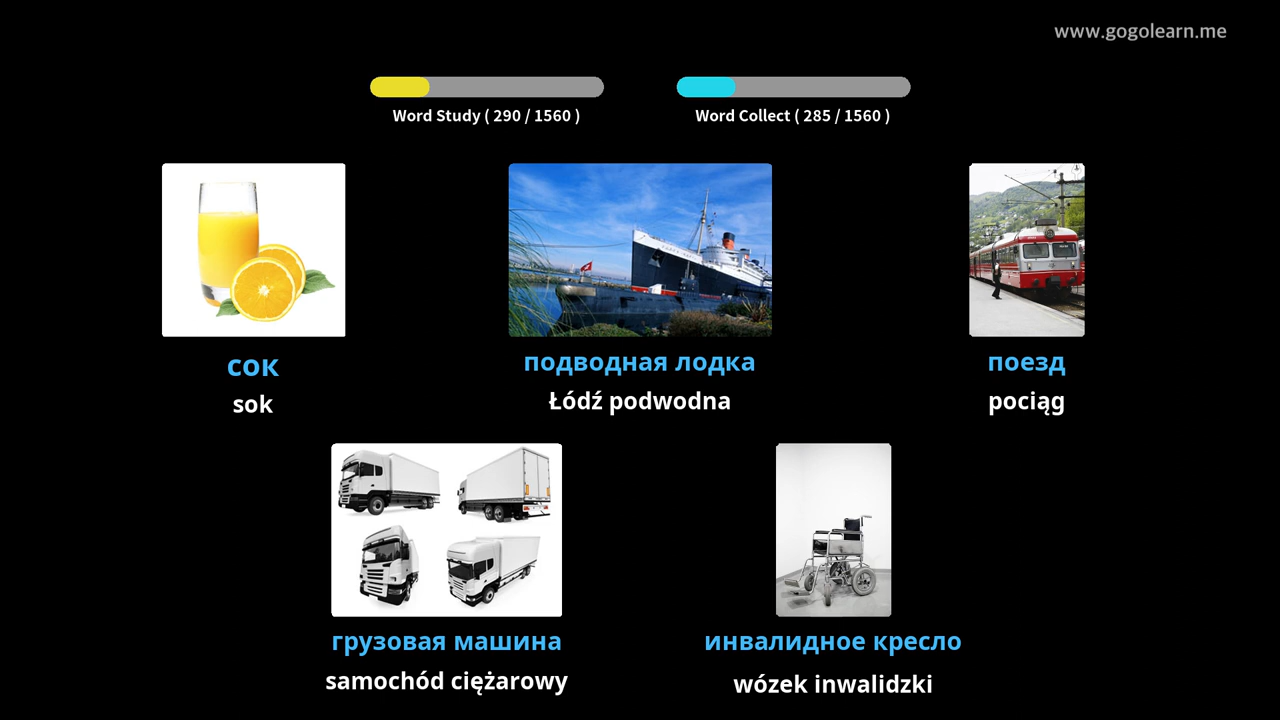 www.gogolearn.me
Word Study ( 290 / 1560 )
Word Collect ( 285 / 1560 )
сок
sok
подводная лодка
Łódź podwodna
поезд
pociąg
грузовая машина
samochód ciężarowy
инвалидное кресло
wózek inwalidzki